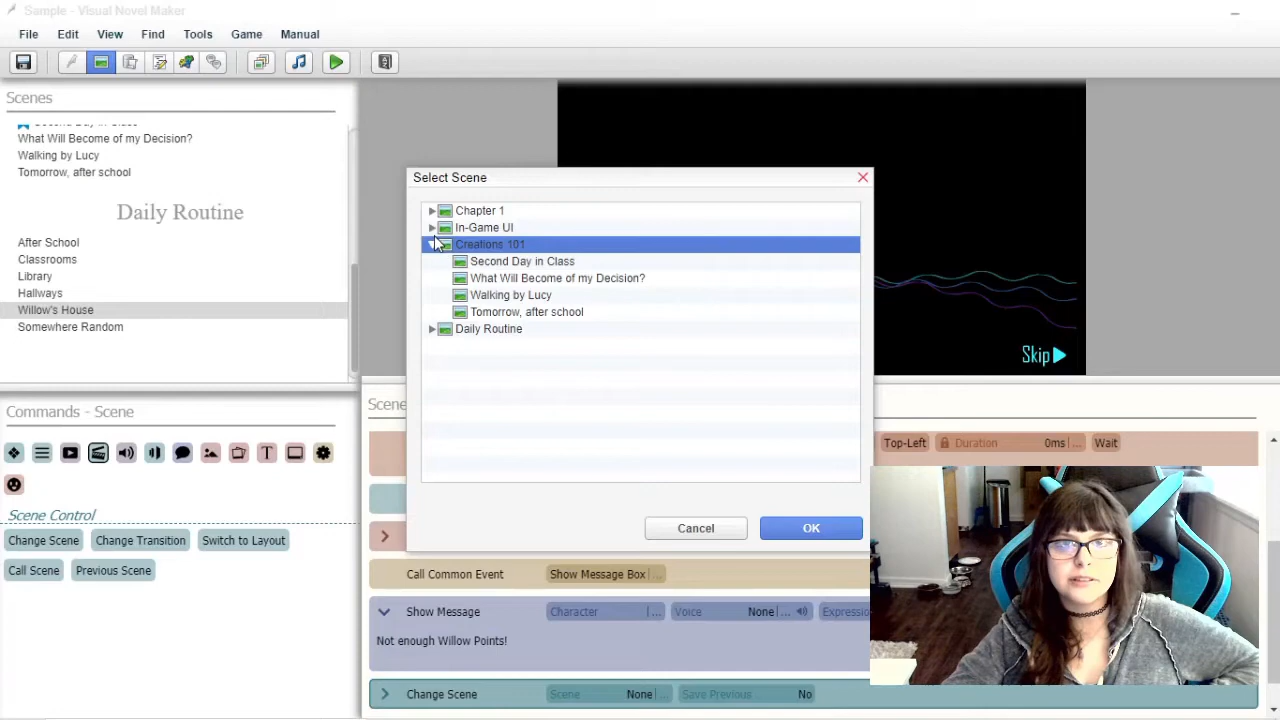 Sample - Visual Novel Maker
File Edit View Find Tools Game Manual
Scenes
Second Day in Class
What Will Become of my Decision?
Walking by Lucy
Tomorrow, after school
Daily Routine
After School
Classrooms
Library
Hallways
Willow's House
Somewhere Random
Commands - Scene
Scene Control
Change Scene Change Transition Switch to Layout
Call Scene Previous Scene
Select Scene
Chapter 1
In-Game UI
Creations 101
Second Day in Class
What Will Become of my Decision?
Walking by Lucy
Tomorrow, after school
Daily Routine
Cancel OK
Skip
Scene
Top-Left Duration 0ms ... Wait
Call Common Event Show Message Box ...
Show Message Character ... Voice None ... Expressio
Not enough Willow Points!
Change Scene Scene None ... Save Previous No